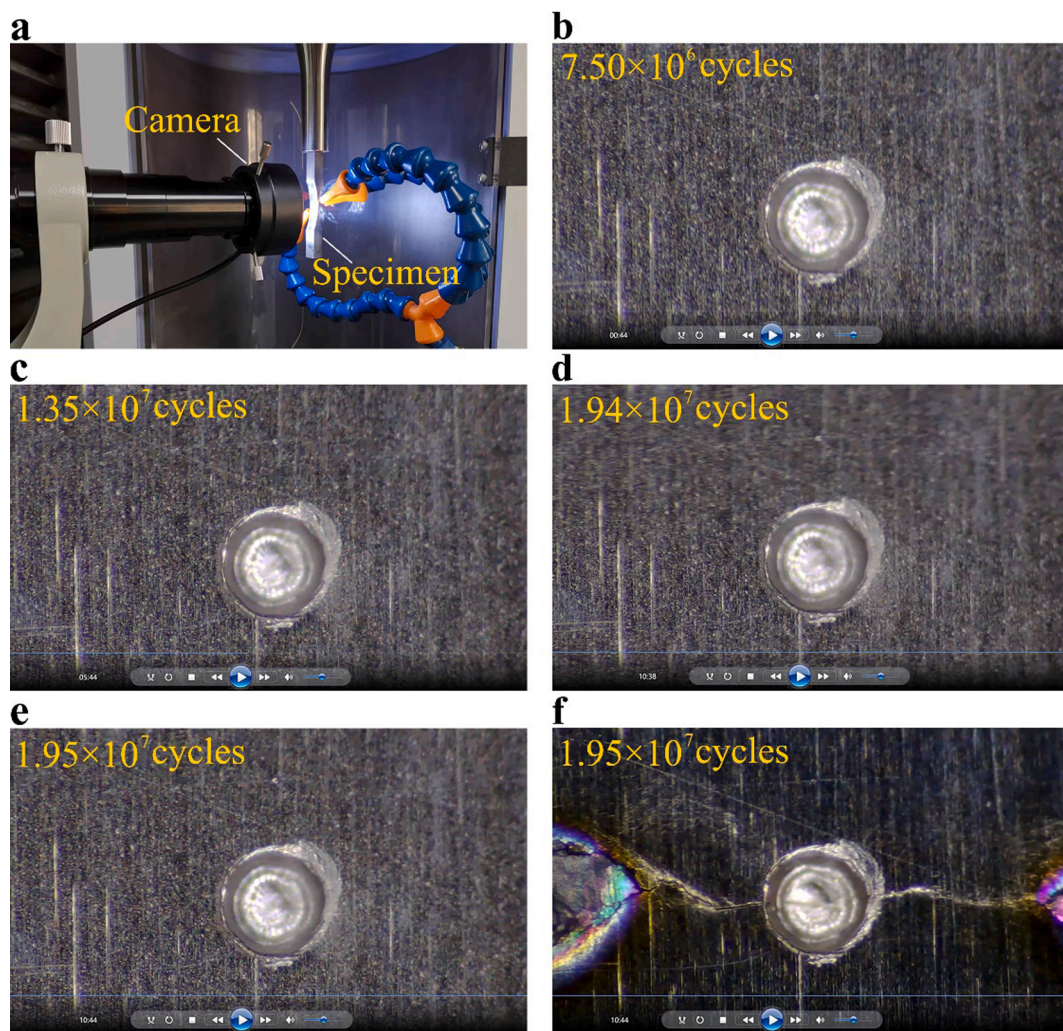 a
Camera
Specimen
b
7.50×10⁶cycles
00:44
c
1.35×10⁷cycles
05:44
d
1.94×10⁷cycles
10:38
e
1.95×10⁷cycles
10:44
f
1.95×10⁷cycles
10:44